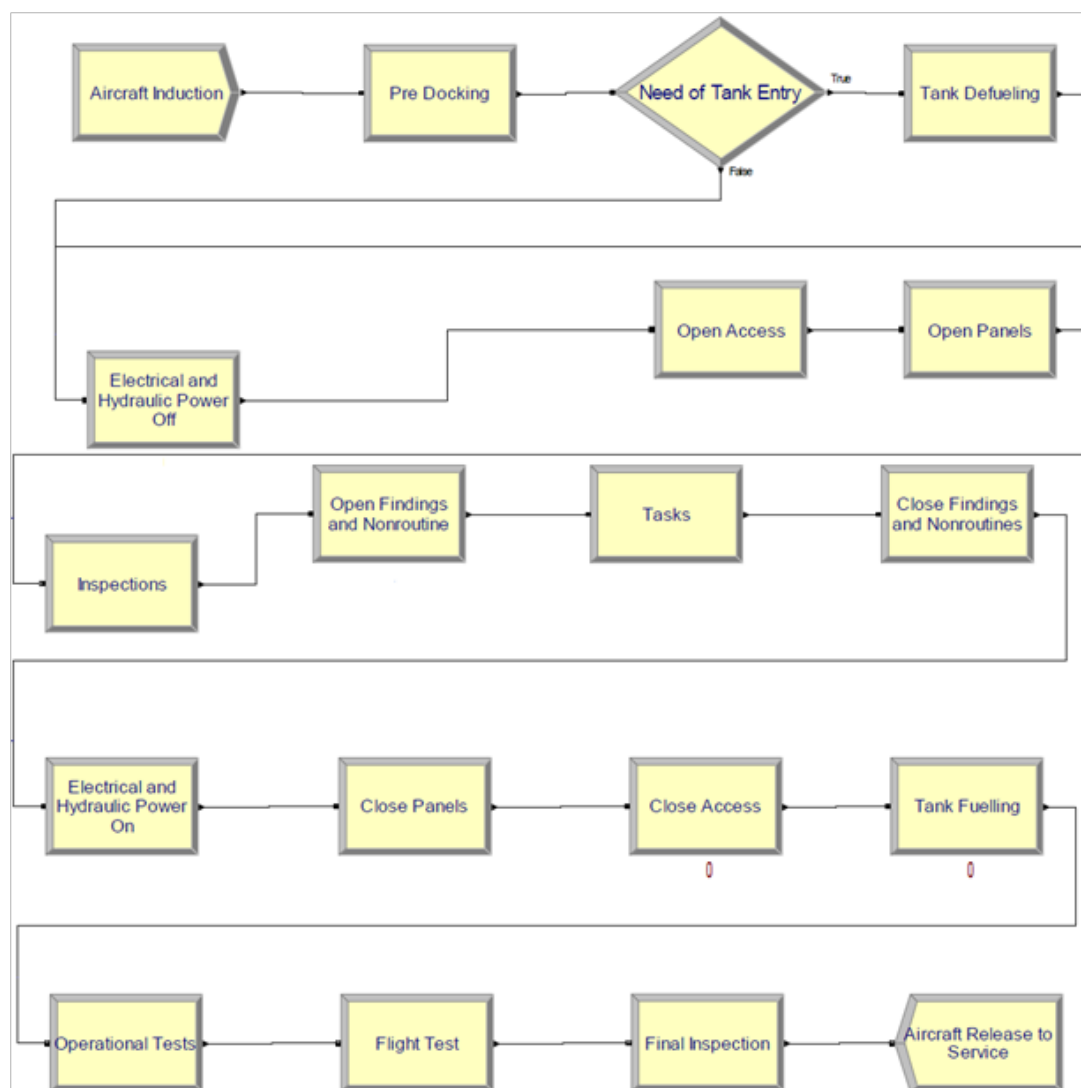 Aircraft Induction
Pre Docking
Need of Tank Entry
True
Tank Defueling
False
Open Access
Open Panels
Electrical and
Hydraulic Power
Off
Open Findings
and Nonroutine
Tasks
Close Findings
and Nonroutines
Inspections
Electrical and
Hydraulic Power
On
Close Panels
Close Access
Tank Fuelling
0
0
Operational Tests
Flight Test
Final Inspection
Aircraft Release to
Service